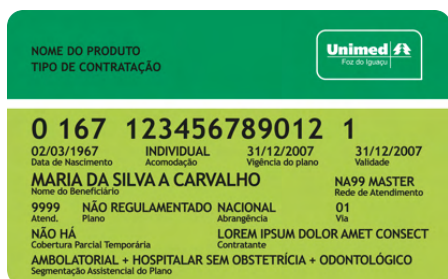 NOME DO PRODUTO
TIPO DE CONTRATAÇÃO
Unimed
Foz do Iguaçu
0 167 123456789012 1
02/03/1967 INDIVIDUAL 31/12/2007 31/12/2007
Data de Nascimento Acomodação Vigência do plano Validade
MARIA DA SILVA A CARVALHO NA99 MASTER
Nome do Beneficiário Rede de Atendimento
9999 NÃO REGULAMENTADO NACIONAL 01
Atend. Plano Abrangência Via
NÃO HÁ LOREM IPSUM DOLOR AMET CONSECT
Cobertura Parcial Temporária Contratante
AMBOLATORIAL + HOSPITALAR SEM OBSTETRÍCIA + ODONTOLÓGICO
Segmentação Assistencial do Plano